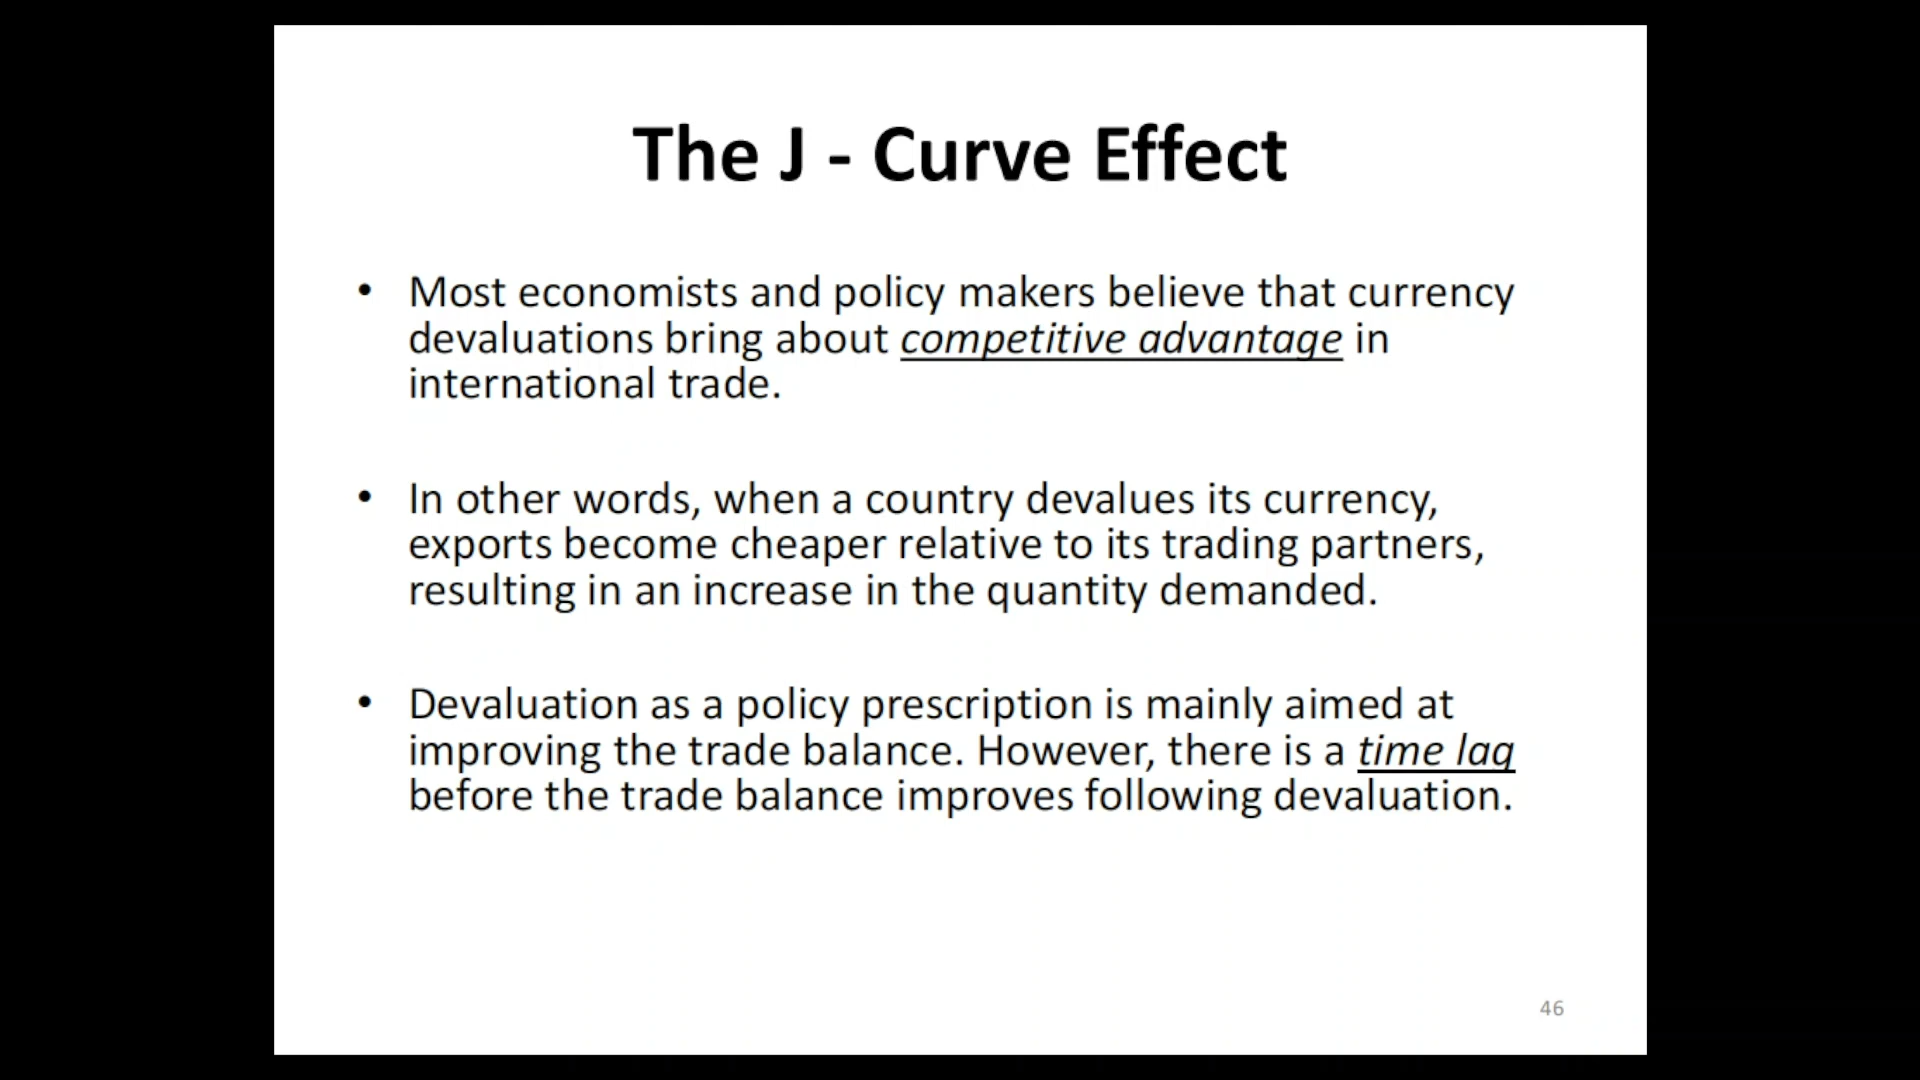 The J - Curve Effect
• Most economists and policy makers believe that currency
devaluations bring about competitive advantage in
international trade.
• In other words, when a country devalues its currency,
exports become cheaper relative to its trading partners,
resulting in an increase in the quantity demanded.
• Devaluation as a policy prescription is mainly aimed at
improving the trade balance. However, there is a time lag
before the trade balance improves following devaluation.
46